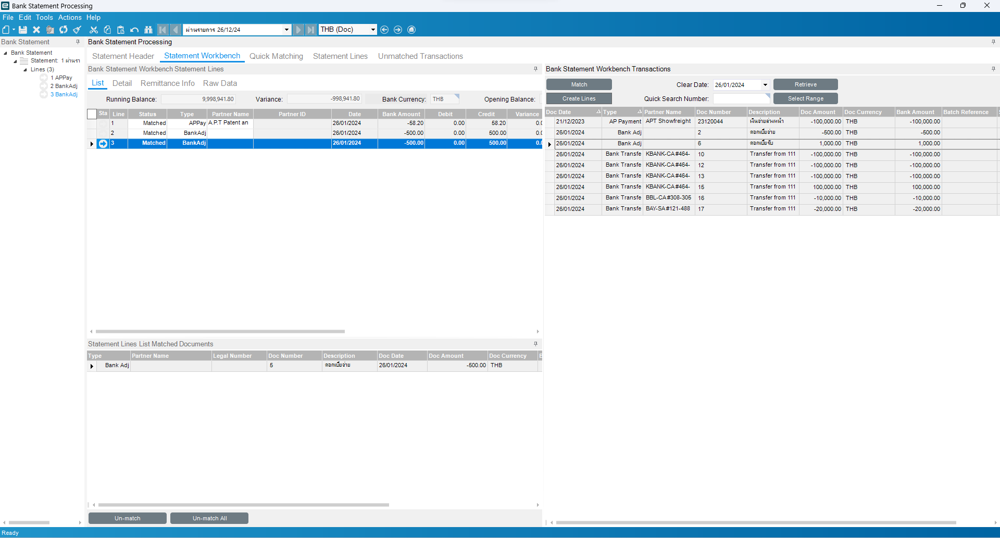 Bank Statement Processing
File Edit Tools Actions Help
ผ่านรายการ 26/12/24 THB (Doc)
Bank Statement
Bank Statement
Statement: 1 ผ่านรา
Lines (3)
1 APPay
2 BankAdj
3 BankAdj
Bank Statement Processing
Statement Header Statement Workbench Quick Matching Statement Lines Unmatched Transactions
Bank Statement Workbench Statement Lines
List Detail Remittance Info Raw Data
Running Balance: 9,998,941.80 Variance: -998,941.80 Bank Currency: THB Opening Balance:
Sta Line Status Type Partner Name Partner ID Date Bank Amount Debit Credit Variance
1 Matched APPay A.P.T Patent an 26/01/2024 -58.20 0.00 58.20 0.0
2 Matched BankAdj 26/01/2024 -500.00 0.00 500.00 0.0
3 Matched BankAdj 26/01/2024 -500.00 0.00 500.00 0.0
Statement Lines List Matched Documents
Type Partner Name Legal Number Doc Number Description Doc Date Doc Amount Doc Currency
Bank Adj 5 ดอกเบี้ยจ่าย 26/01/2024 -500.00 THB
Un-match Un-match All
Bank Statement Workbench Transactions
Match Clear Date: 26/01/2024 Retrieve
Create Lines Quick Search Number: Select Range
Doc Date Type Partner Name Doc Number Description Doc Amount Doc Currency Bank Amount Batch Reference
21/12/2023 AP Payment APT Showfreight 23120044 เงินจ่ายล่วงหน้า -100,000.00 THB -100,000.00
26/01/2024 Bank Adj 2 ดอกเบี้ยจ่าย -500.00 THB -500.00
26/01/2024 Bank Adj 6 ดอกเบี้ยรับ 1,000.00 THB 1,000.00
26/01/2024 Bank Transfe KBANK-CA#464- 10 Transfer from 111 -100,000.00 THB -100,000.00
26/01/2024 Bank Transfe KBANK-CA#464- 12 Transfer from 111 -100,000.00 THB -100,000.00
26/01/2024 Bank Transfe KBANK-CA#464- 13 Transfer from 111 -100,000.00 THB -100,000.00
26/01/2024 Bank Transfe KBANK-CA#464- 15 Transfer from 111 100,000.00 THB 100,000.00
26/01/2024 Bank Transfe BBL-CA#308-305 16 Transfer from 111 -10,000.00 THB -10,000.00
26/01/2024 Bank Transfe BAY-SA#121-488 17 Transfer from 111 -20,000.00 THB -20,000.00
Ready